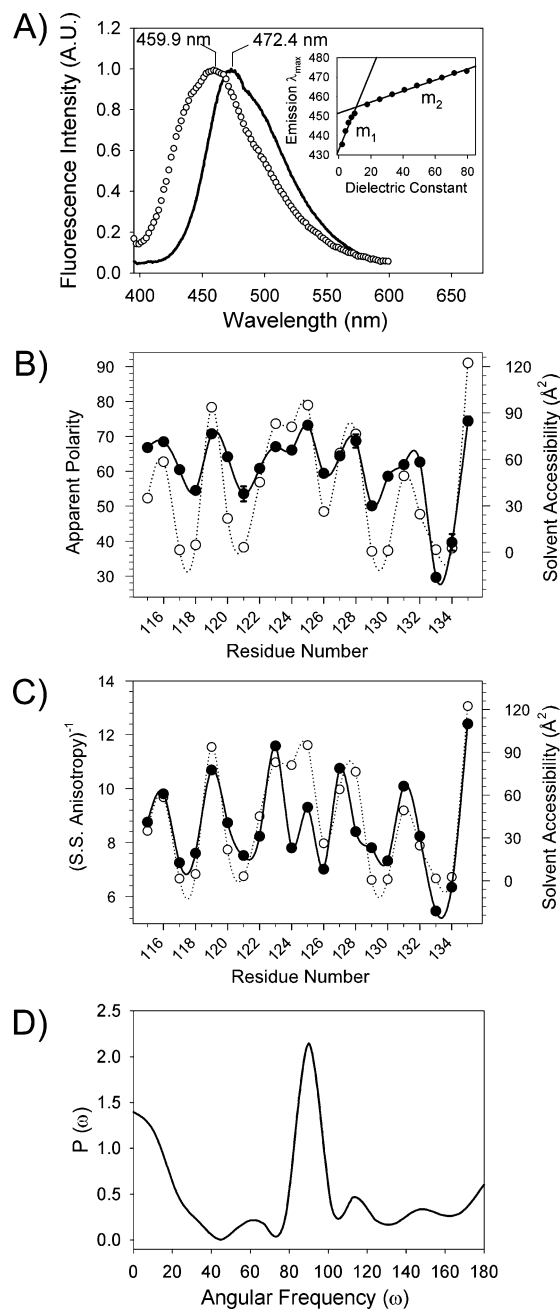 A)
459.9 nm
472.4 nm
Fluorescence Intensity (A.U.)
1.2
1.0
0.8
0.6
0.4
0.2
0.0
400 450 500 550 600 650
Wavelength (nm)
Emission λmax
480
470
460
450
440
430
m1
m2
0 20 40 60 80
Dielectric Constant
B)
Apparent Polarity
90
80
70
60
50
40
30
120
90
60
30
0
Solvent Accessibility (Å2)
116 118 120 122 124 126 128 130 132 134
Residue Number
C)
(S.S. Anisotropy)-1
14
12
10
8
6
120
90
60
30
0
Solvent Accessibility (Å2)
116 118 120 122 124 126 128 130 132 134
Residue Number
D)
P (ω)
2.5
2.0
1.5
1.0
0.5
0.0
0 20 40 60 80 100 120 140 160 180
Angular Frequency (ω)